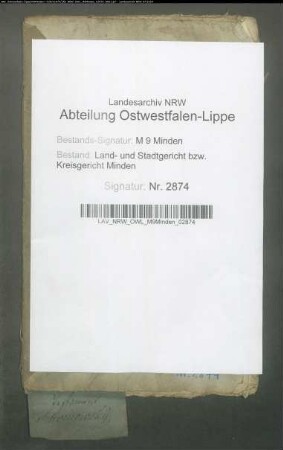 Landesarchiv NRW
Abteilung Ostwestfalen-Lippe
Bestands-Signatur: M 9 Minden
Bestand: Land- und Stadtgericht bzw.
Kreisgericht Minden
Signatur: Nr. 2874
LAV_NRW_OWL_M9Minden_02874